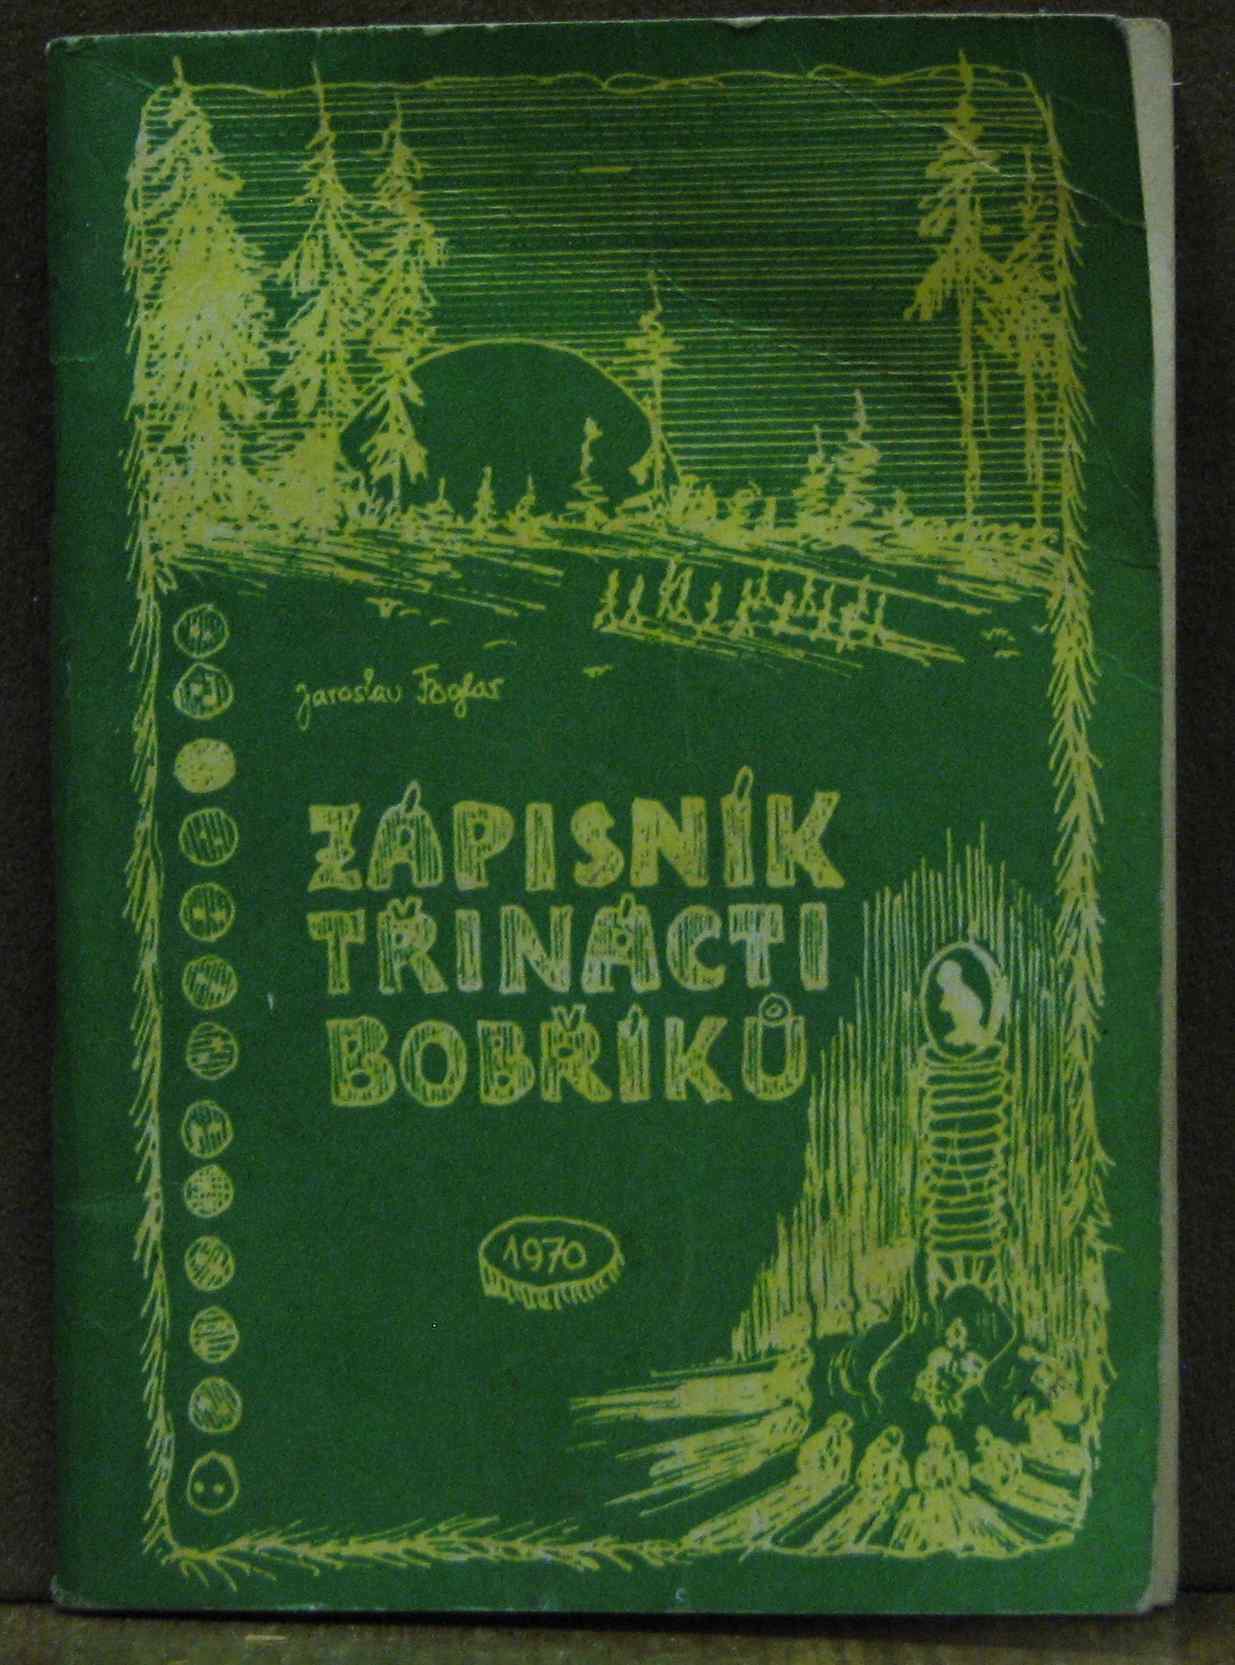 Jaroslav Foglar
ZÁPISNÍK
TŘINÁCTI
BOBŘÍKŮ
1970